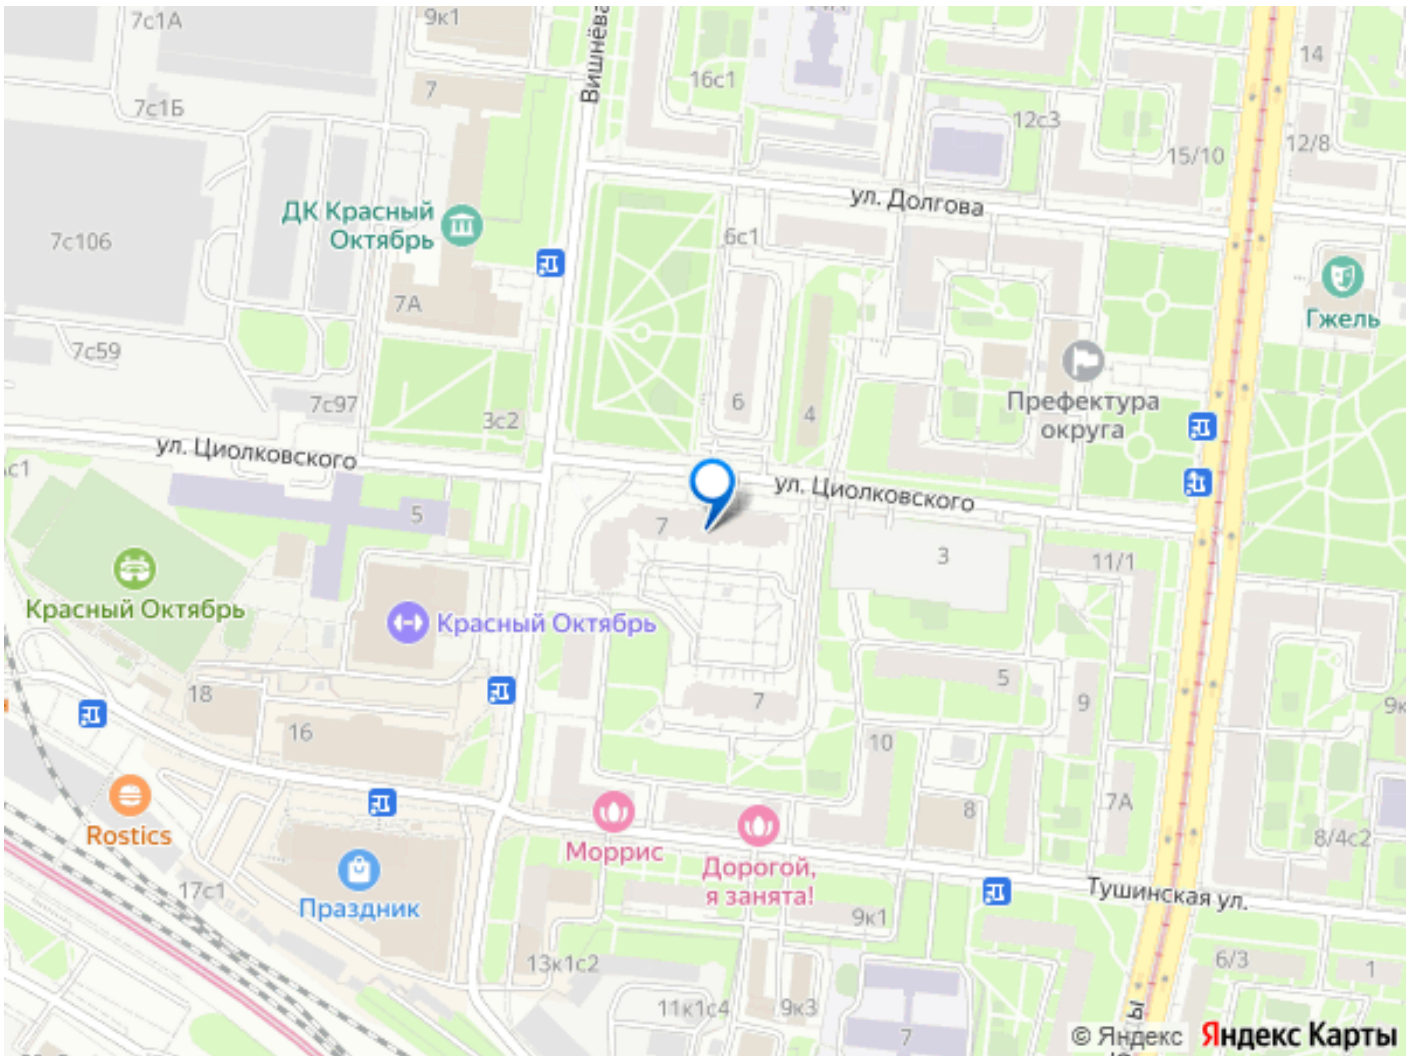 7с1А
9к1
14
Вишнёва
16с1
7
7с1Б
12с3
12/8
15/10
ул. Долгова
ДК Красный
Октябрь
6с1
7с106
7А
Гжель
7с59
7с97
6
4
Префектура
округа
3с2
ул. Циолковского
с1
ул. Циолковского
5
7
3
11/1
Красный Октябрь
Красный Октябрь
5
18
7
9
9к
16
10
8
7А
Rostics
8/4с2
Моррис
Дорогой,
я занята!
17с1
Праздник
Тушинская ул.
9к1
13к1с2
6/3
1
11к1с4
9к3
7
© Яндекс
Яндекс Карты